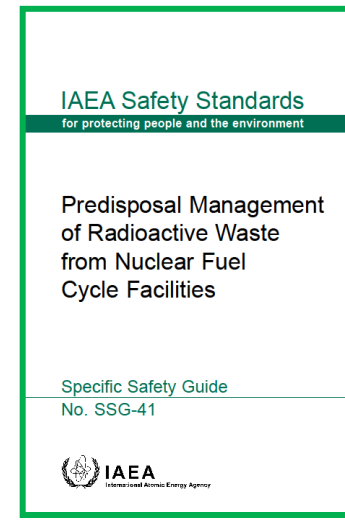 IAEA Safety Standards
for protecting people and the environment
Predisposal Management
of Radioactive Waste
from Nuclear Fuel
Cycle Facilities
Specific Safety Guide
No. SSG-41
IAEA
International Atomic Energy Agency